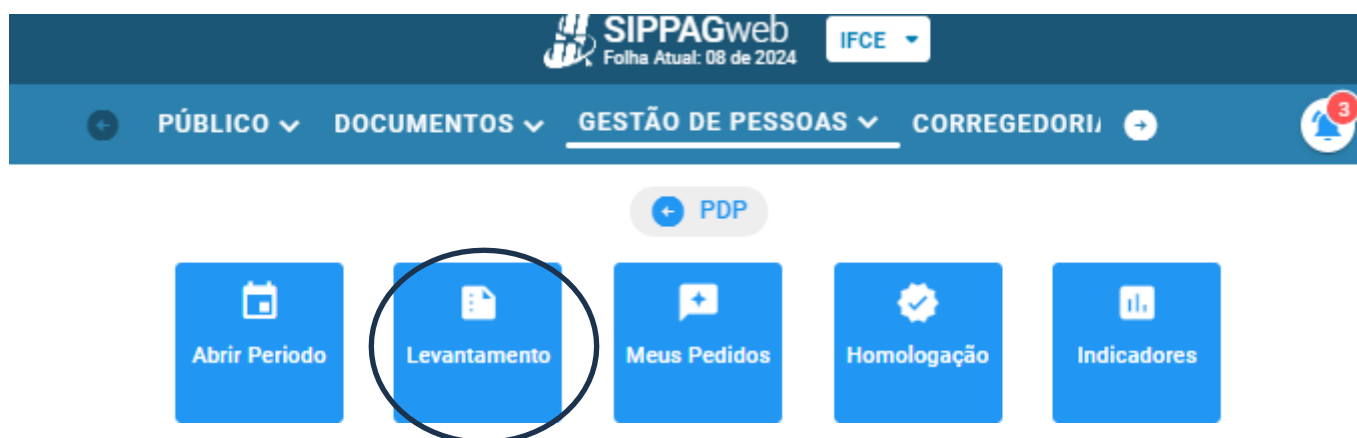 SIPPAGweb
Folha Atual: 08 de 2024
IFCE
PÚBLICO
DOCUMENTOS
GESTÃO DE PESSOAS
CORREGEDORI
3
PDP
Abrir Periodo
Levantamento
Meus Pedidos
Homologação
Indicadores